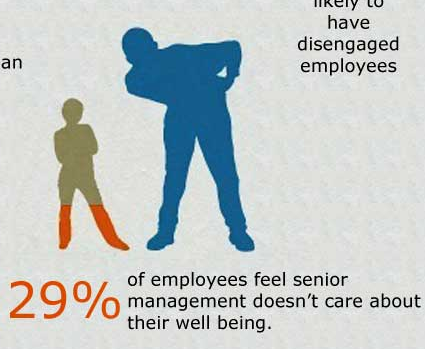 likely to
have
disengaged
employees
an
29% of employees feel senior
management doesn't care about
their well being.